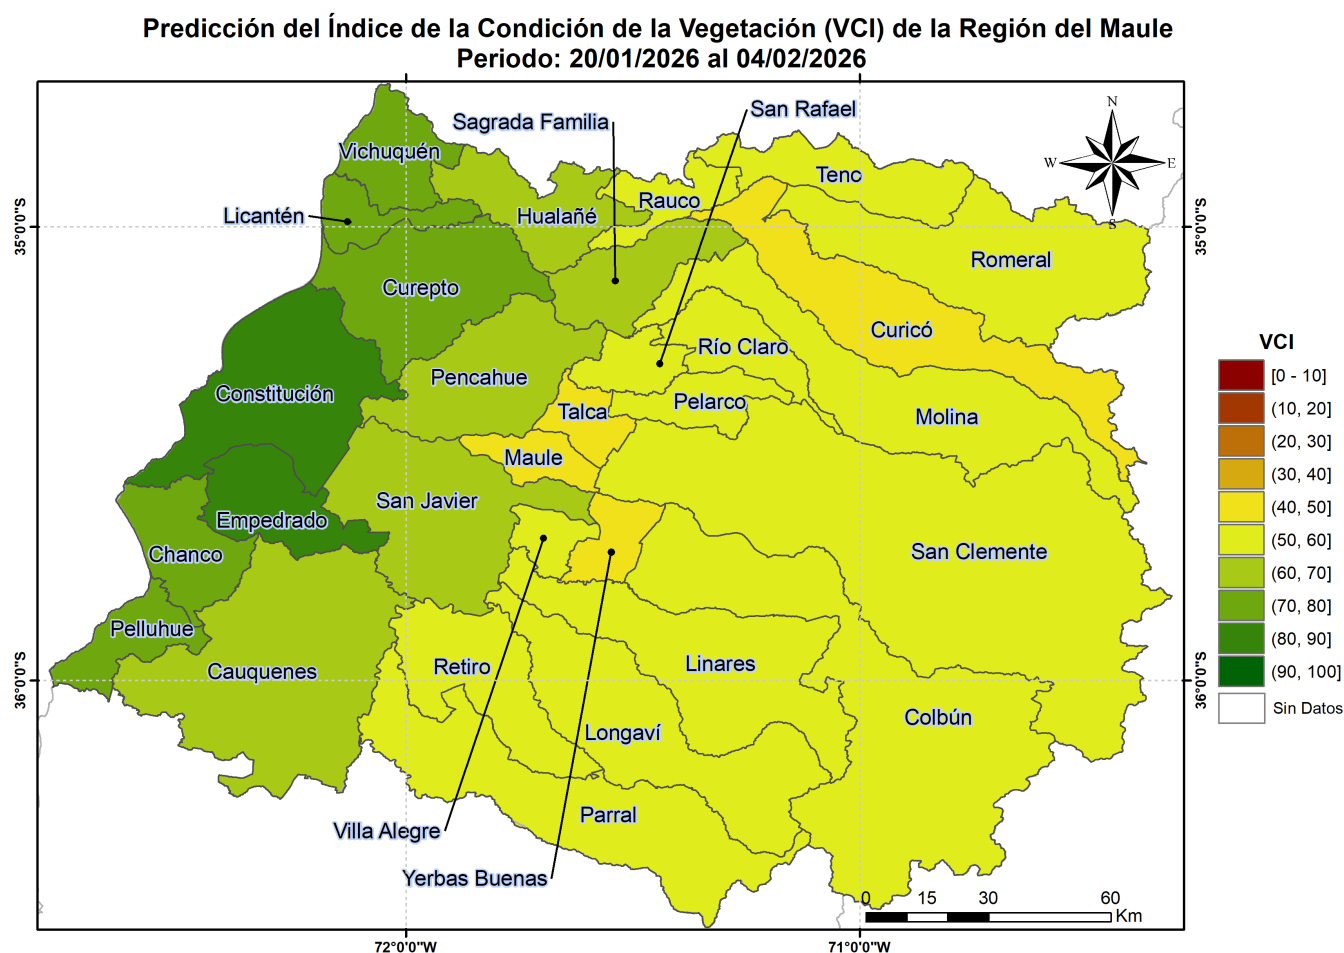 Predicción del Índice de la Condición de la Vegetación (VCI) de la Región del Maule
Periodo: 20/01/2026 al 04/02/2026
San Rafael
Sagrada Familia
N
W
E
S
Vichuquén
Teno
Rauco
Licantén
Hualañé
35°0'0"S
35°0'0"S
Romeral
Curepto
Curicó
Río Claro
VCI
Pencahue
[0 - 10]
Constitución
Talca
Pelarco
(10, 20]
Molina
(20, 30]
Maule
(30, 40]
San Javier
(40, 50]
Empedrado
(50, 60]
Chanco
San Clemente
(60, 70]
(70, 80]
Pelluhue
(80, 90]
Cauquenes
Retiro
Linares
(90, 100]
36°0'0"S
36°0'0"S
Sin Datos
Colbún
Longaví
Parral
Villa Alegre
Yerbas Buenas
0 15 30 60
Km
72°0'0"W
71°0'0"W